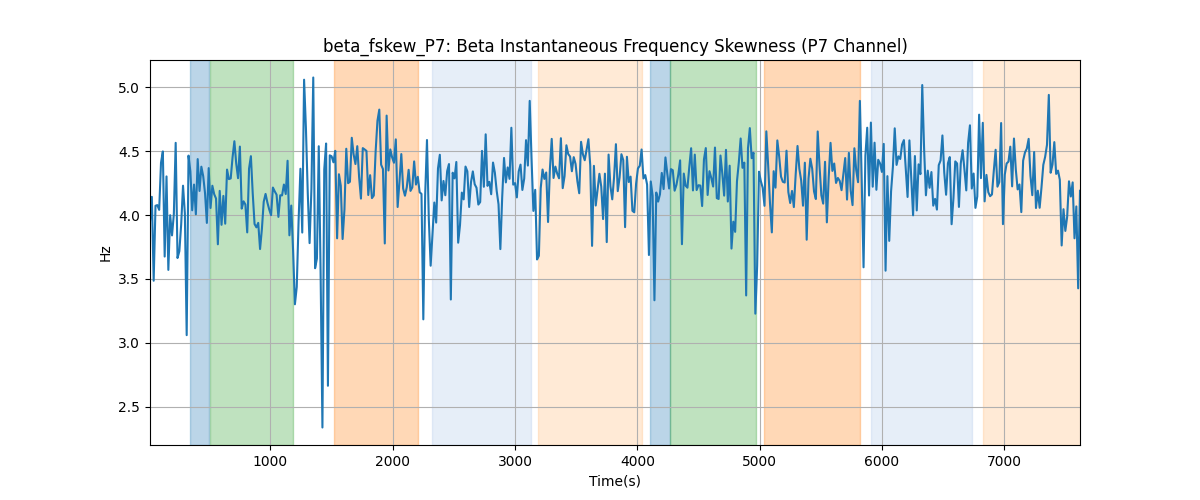 beta_fskew_P7: Beta Instantaneous Frequency Skewness (P7 Channel)
5.0
4.5
4.0
3.5
3.0
2.5
Hz
1000 2000 3000 4000 5000 6000 7000
Time(s)